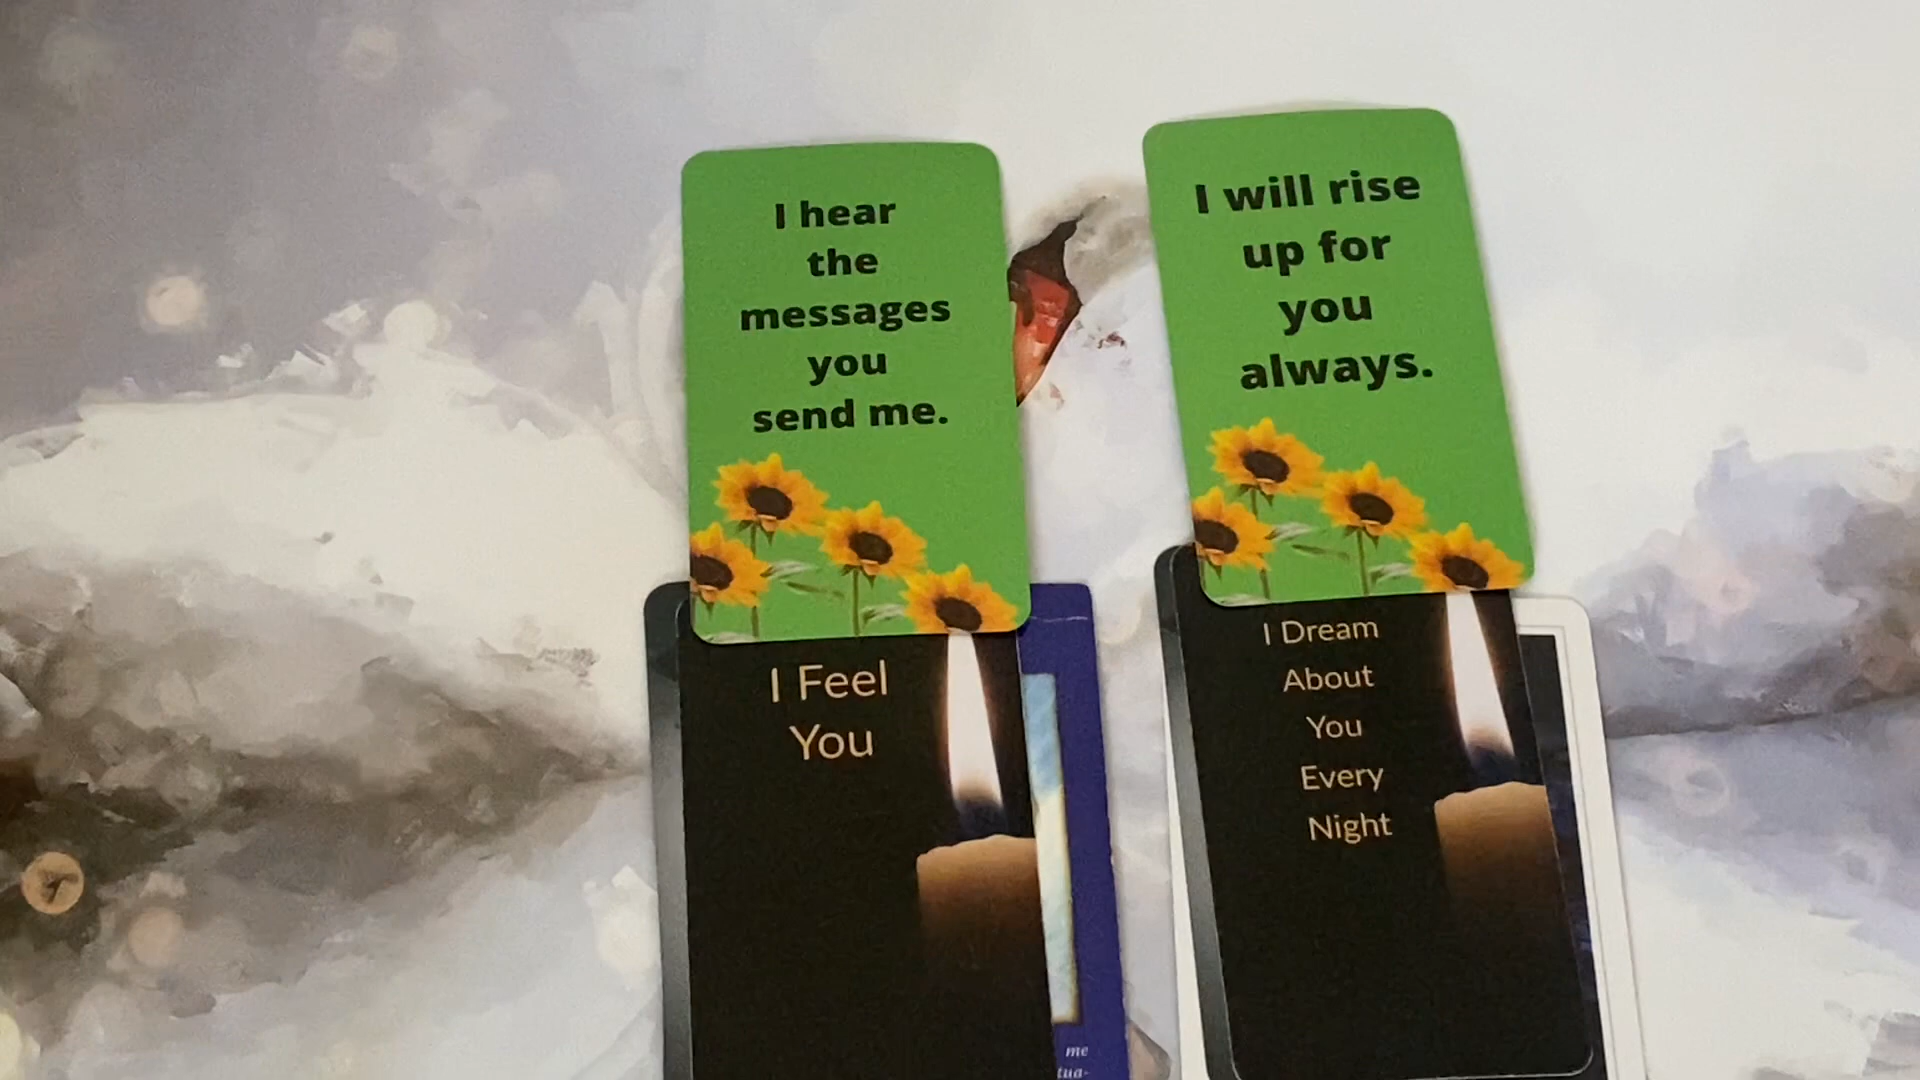 I hear
the
messages
you
send me.
I Feel
You
me
tua-
I will rise
up for
you
always.
I Dream
About
You
Every
Night